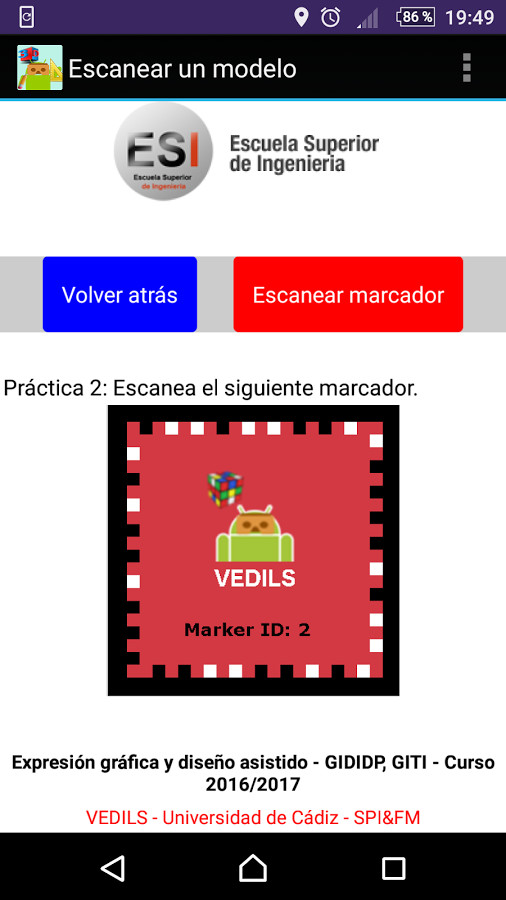 86 %
19:49
Escanear un modelo
ESI
Escuela Superior
de Ingenieria
Escuela Superior
de Ingenieria
Volver atrás
Escanear marcador
Práctica 2: Escanea el siguiente marcador.
VEDILS
Marker ID: 2
Expresión gráfica y diseño asistido - GIDIDP, GITI - Curso
2016/2017
VEDILS - Universidad de Cádiz - SPI&FM